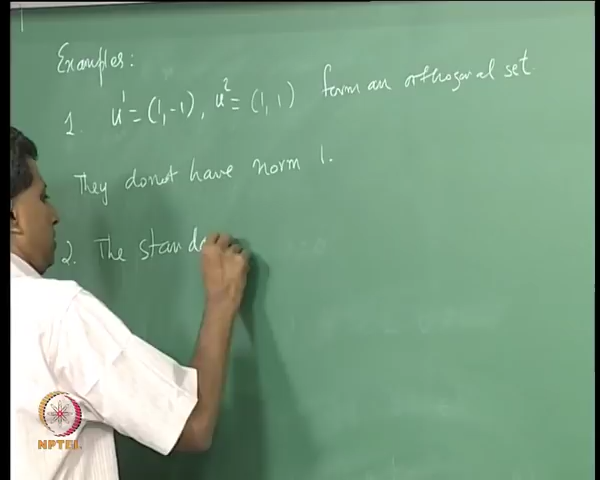 Examples:
1. u¹ = (1, -1), u² = (1, 1) form an orthogonal set.
They donot have norm 1.
2. The standa
NPTEL